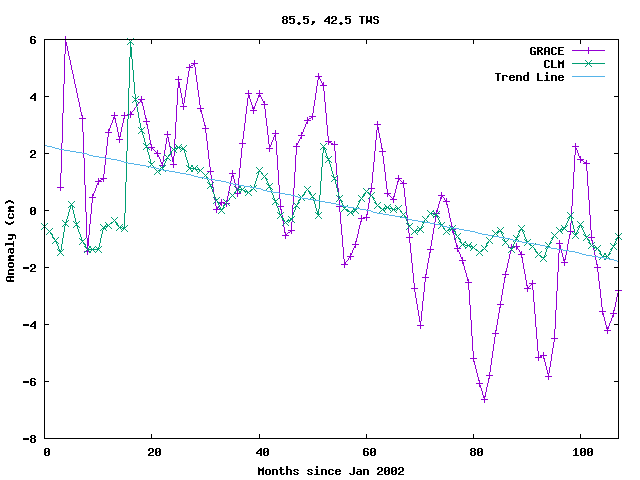 85.5, 42.5 TWS
GRACE
CLM
Trend Line
6
4
2
0
-2
-4
-6
-8
Anomaly (cm)
0 20 40 60 80 100
Months since Jan 2002